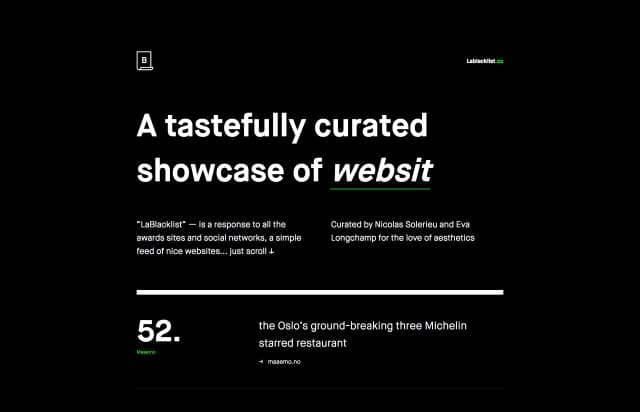 B
Lablacklist.co
A tastefully curated
showcase of websit
“LaBlacklist” — is a response to all the
awards sites and social networks, a simple
feed of nice websites... just scroll ↓
Curated by Nicolas Solerieu and Eva
Longchamp for the love of aesthetics
52.
Maaemo
the Oslo's ground-breaking three Michelin
starred restaurant
→ maaemo.no